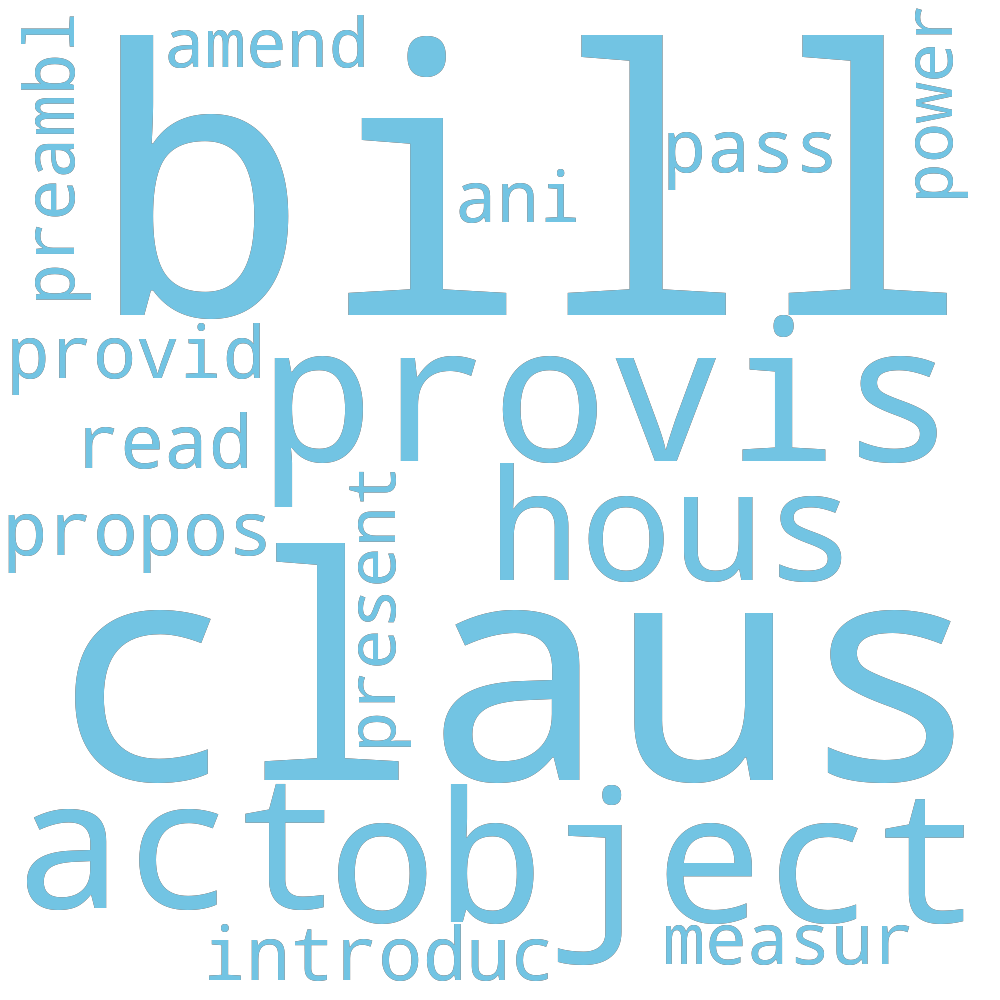 preambl
amend
bill
power
pass
ani
provid
provis
read
hous
propos
present
claus
act
object
introduc
measur